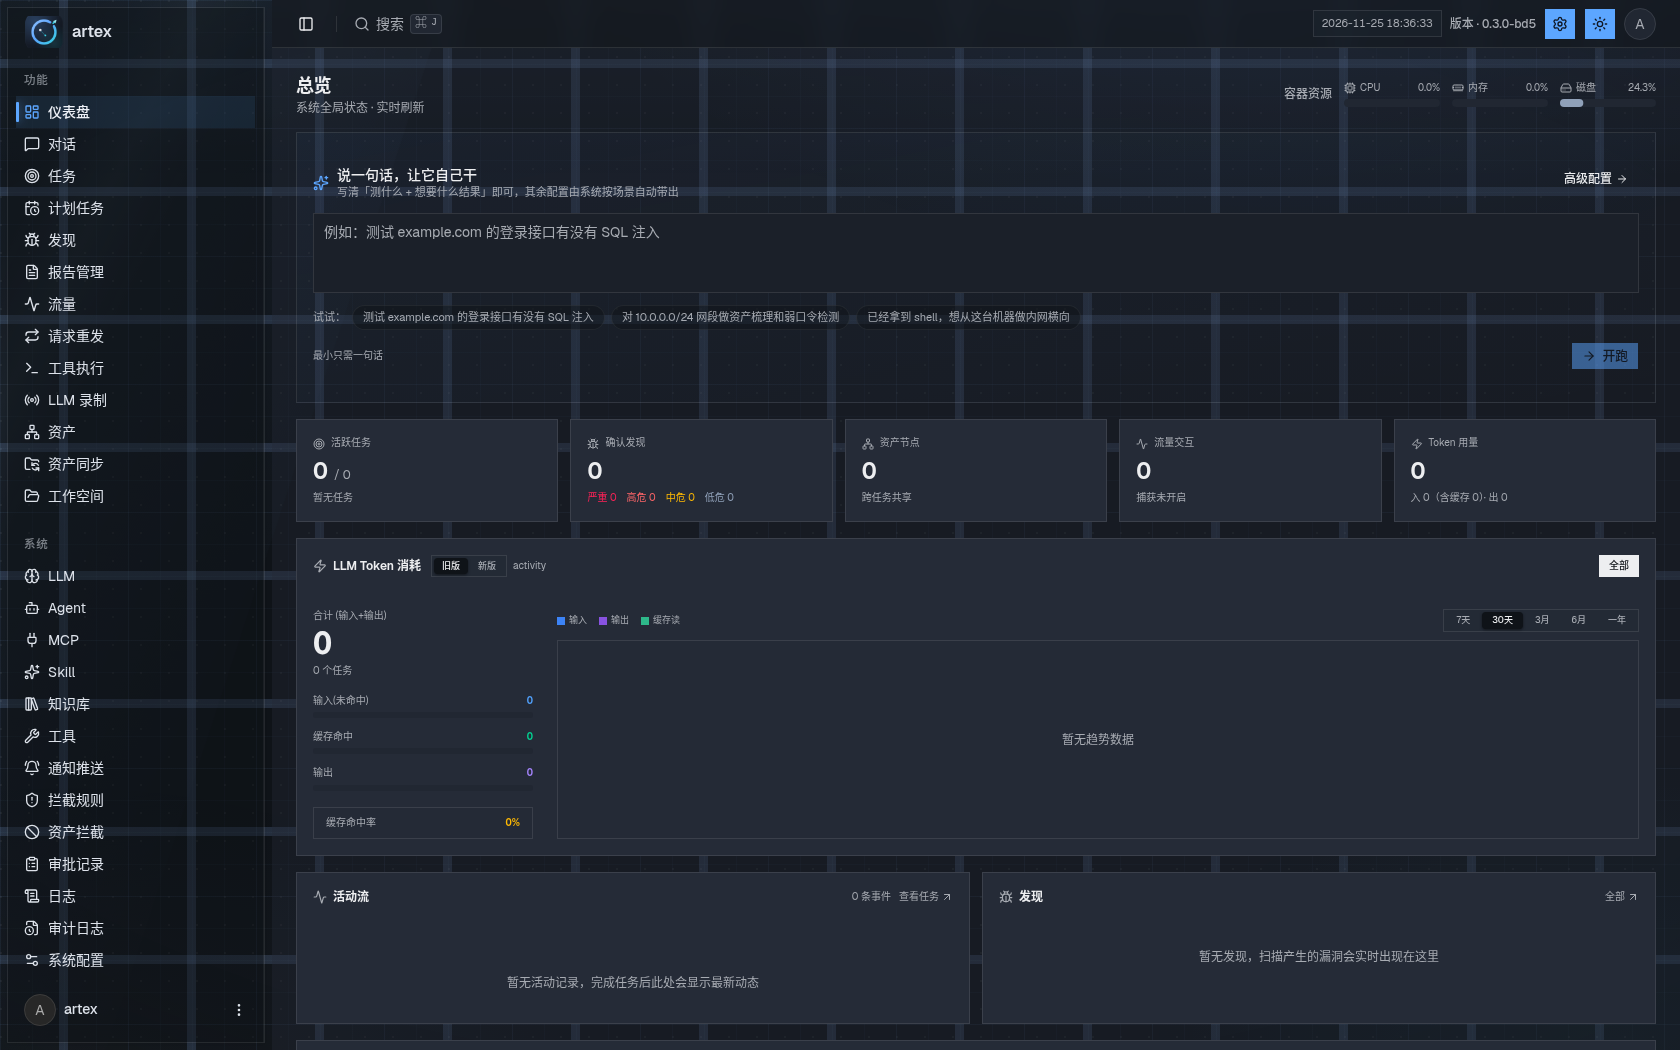 artex
功能
仪表盘
对话
任务
计划任务
发现
报告管理
流量
请求重发
工具执行
LLM 录制
资产
资产同步
工作空间
系统
LLM
Agent
MCP
Skill
知识库
工具
通知推送
拦截规则
资产拦截
审批记录
日志
审计日志
系统配置
A artex
搜索 ⌘ J
2026-11-25 18:36:33 版本 · 0.3.0-bd5 A
总览
系统全局状态 · 实时刷新
容器资源 CPU 0.0% 内存 0.0% 磁盘 24.3%
说一句话，让它自己干
写清「测什么 + 想要什么结果」即可，其余配置由系统按场景自动带出
高级配置 →
例如：测试 example.com 的登录接口有没有 SQL 注入
试试： 测试 example.com 的登录接口有没有 SQL 注入 对 10.0.0.0/24 网段做资产梳理和弱口令检测 已经拿到 shell，想从这台机器做内网横向
最小只需一句话
→ 开跑
活跃任务
0 / 0
暂无任务
确认发现
0
严重 0 高危 0 中危 0 低危 0
资产节点
0
跨任务共享
流量交互
0
捕获未开启
Token 用量
0
入 0（含缓存 0）· 出 0
LLM Token 消耗 旧版 新版 activity
全部
合计 (输入+输出)
0
0 个任务
输入(未命中) 0
缓存命中 0
输出 0
缓存命中率 0%
输入 输出 缓存读
7天 30天 3月 6月 一年
暂无趋势数据
活动流
0 条事件 查看任务
暂无活动记录，完成任务后此处会显示最新动态
发现
全部
暂无发现，扫描产生的漏洞会实时出现在这里